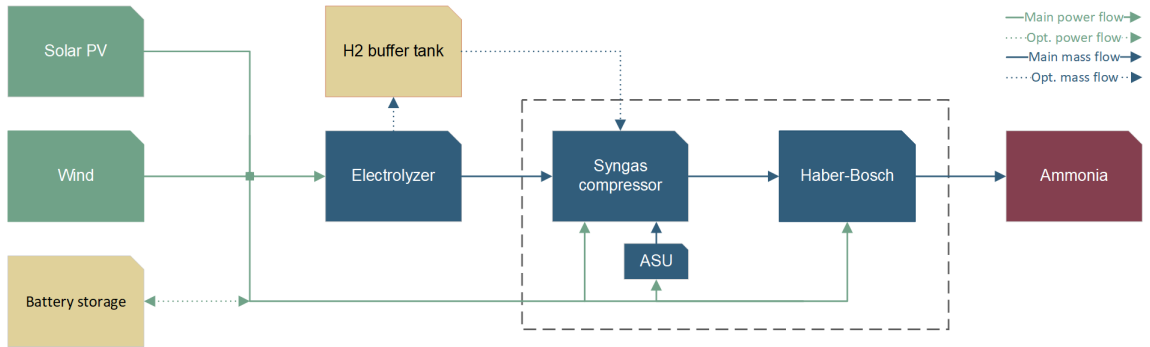 Solar PV
H2 buffer tank
Main power flow
Opt. power flow
Main mass flow
Opt. mass flow
Wind
Electrolyzer
Syngas
compressor
Haber-Bosch
Ammonia
ASU
Battery storage